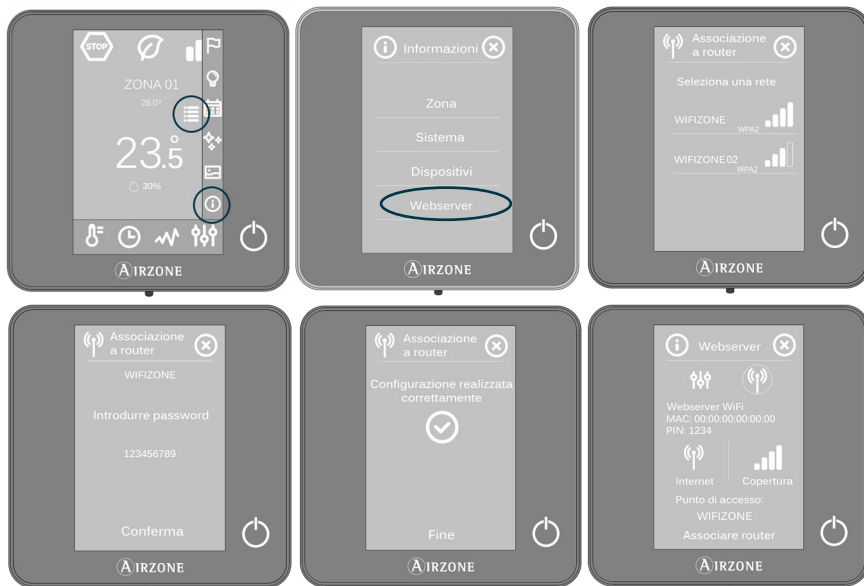 STOP
ZONA 01
26.0º
23.5°
30%
AIRZONE
Informazioni
Zona
Sistema
Dispositivi
Webserver
AIRZONE
Associazione
a router
Seleziona una rete
WIFIZONE
WPA2
WIFIZONE02
WPA2
AIRZONE
Associazione
a router
WIFIZONE
Introdurre password
123456789
Conferma
AIRZONE
Associazione
a router
Configurazione realizzata
correttamente
Fine
AIRZONE
Webserver
Webserver WiFi
MAC: 00:00:00:00:00:00
PIN: 1234
Internet Copertura
Punto di accesso:
WIFIZONE
Associare router
AIRZONE